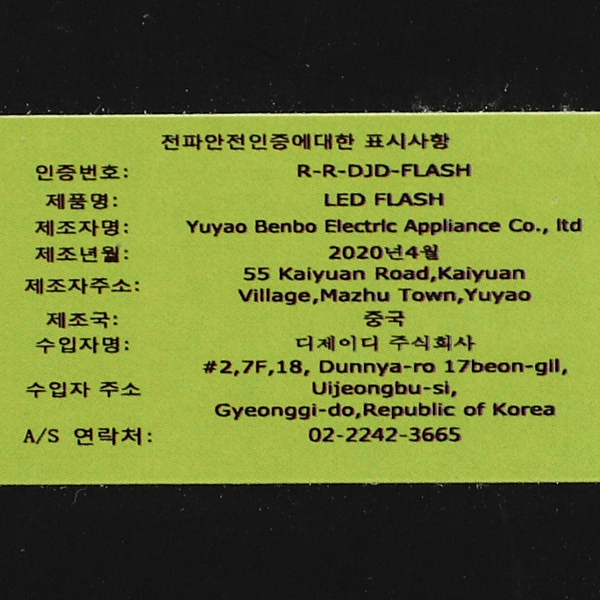 전파안전인증에대한 표시사항
인증번호: R-R-DJD-FLASH
제품명: LED FLASH
제조자명: Yuyao Benbo Electric Appliance Co., ltd
제조년월: 2020년4월
제조자주소: 55 Kaiyuan Road,Kaiyuan
Village,Mazhu Town,Yuyao
제조국: 중국
수입자명: 디제이디 주식회사
수입자 주소 #2,7F,18, Dunnya-ro 17beon-gil,
Uijeongbu-si,
Gyeonggi-do,Republic of Korea
A/S 연락처: 02-2242-3665